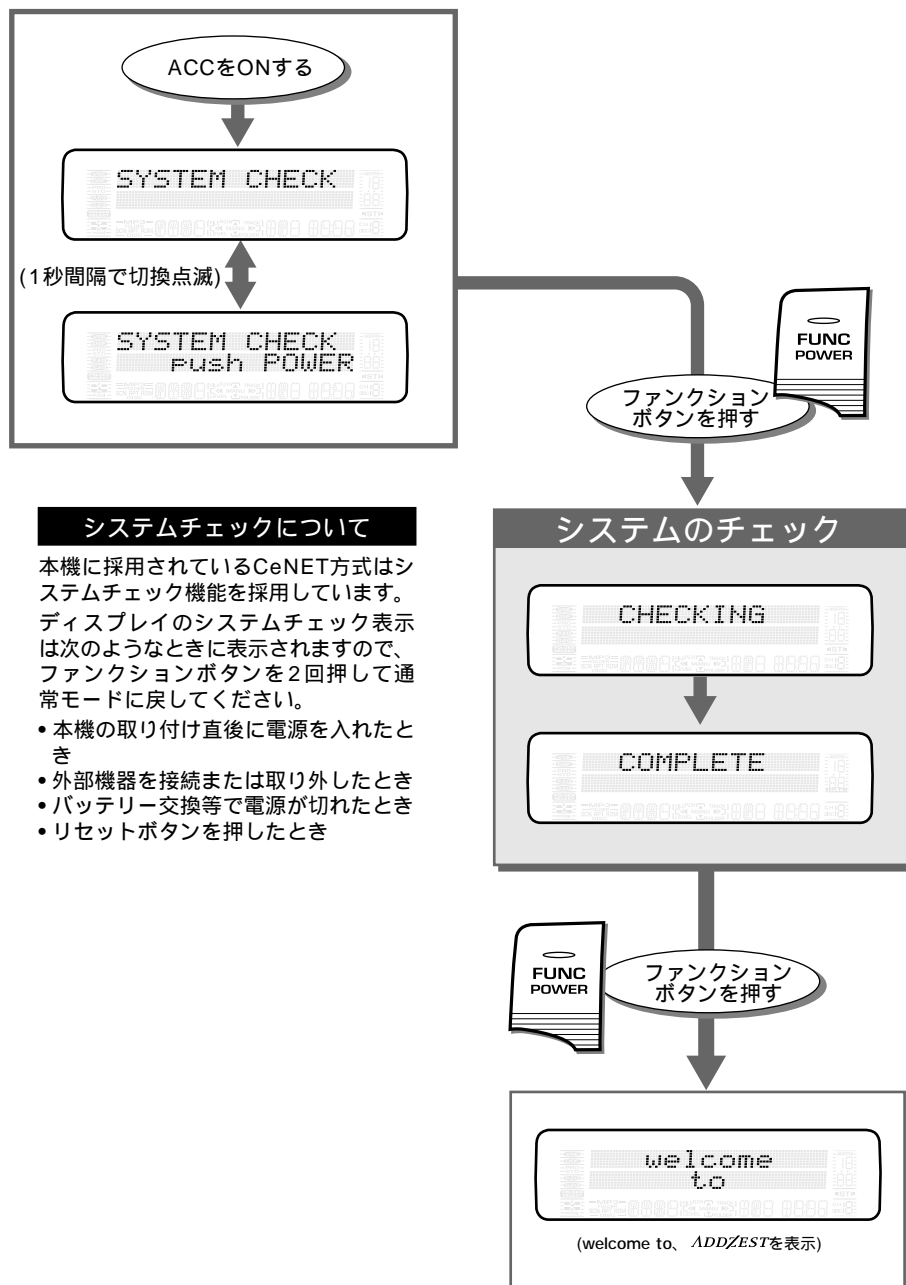 ACCをONする
SYSTEM CHECK
(1秒間隔で切換点滅)
SYSTEM CHECK
push POWER
FUNC
POWER
ファンクション
ボタンを押す
システムチェックについて
本機に採用されているCeNET方式はシ
ステムチェック機能を採用しています。
ディスプレイのシステムチェック表示
は次のようなときに表示されますので、
ファンクションボタンを2回押して通
常モードに戻してください。
• 本機の取り付け直後に電源を入れたと
き
• 外部機器を接続または取り外したとき
• バッテリー交換等で電源が切れたとき
• リセットボタンを押したとき
システムのチェック
CHECKING
COMPLETE
FUNC
POWER
ファンクション
ボタンを押す
welcome
to
(welcome to、 ADDZESTを表示)